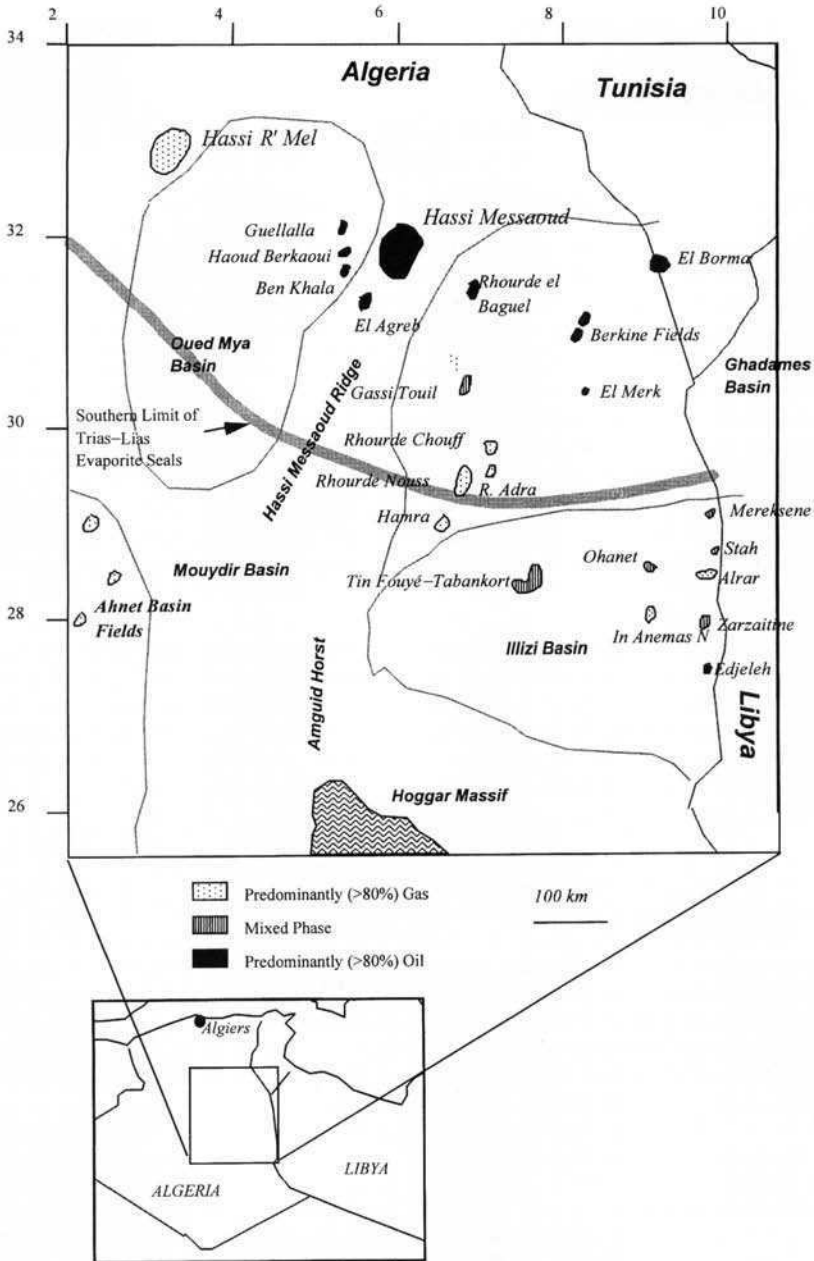 2 4 6 8 10
34
Algeria
Tunisia
Hassi R' Mel
Hassi Messaoud
Guellalla
32
Haoud Berkaoui
El Borma
Ben Khala
Rhourde el
Baguel
El Agreb
Berkine Fields
Oued Mya
Basin
Ghadames
Basin
Gassi Touil
El Merk
Southern Limit of
Trias–Lias
Evaporite Seals
30
Hassi Messaoud Ridge
Rhourde Chouff
Rhourde Nouss
R. Adra
Hamra
Mereksene
Stah
Ohanet
Mouydir Basin
Tin Fouyé–Tabankort
Alrar
28
Ahnet Basin
Fields
In Anemas N
Zarzaitine
Illizi Basin
Edjeleh
Amguid Horst
Libya
26
Hoggar Massif
Predominantly (>80%) Gas
100 km
Mixed Phase
Predominantly (>80%) Oil
Algiers
LIBYA
ALGERIA